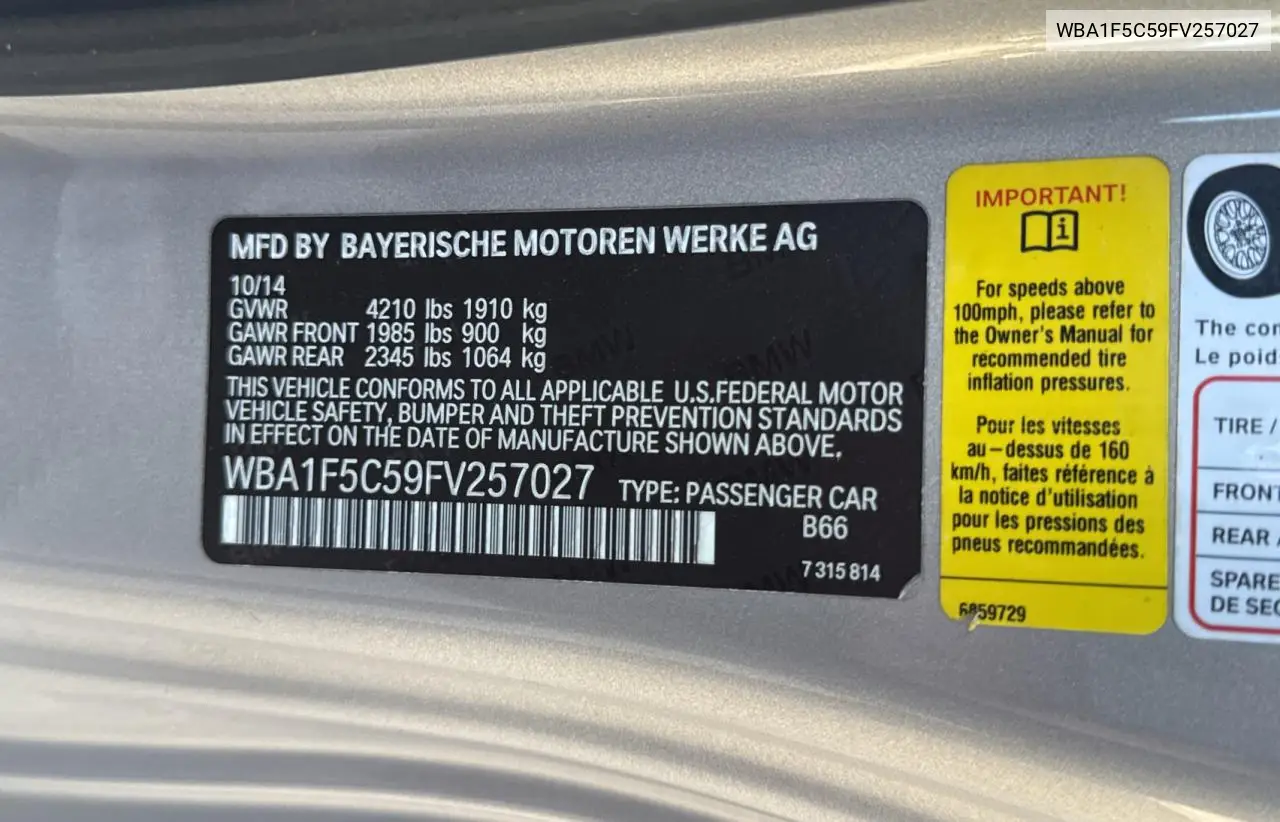 WBA1F5C59FV257027
MFD BY BAYERISCHE MOTOREN WERKE AG
10/14
GVWR 4210 lbs 1910 kg
GAWR FRONT 1985 lbs 900 kg
GAWR REAR 2345 lbs 1064 kg
THIS VEHICLE CONFORMS TO ALL APPLICABLE U.S.FEDERAL MOTOR
VEHICLE SAFETY, BUMPER AND THEFT PREVENTION STANDARDS
IN EFFECT ON THE DATE OF MANUFACTURE SHOWN ABOVE.
WBA1F5C59FV257027 TYPE: PASSENGER CAR
B66
7 315 814
IMPORTANT!
For speeds above
100mph, please refer to
the Owner's Manual for
recommended tire
inflation pressures.
Pour les vitesses
au-dessus de 160
km/h, faites référence à
la notice d'utilisation
pour les pressions des
pneus recommandées.
6859729
The
Le
TIRE /
FRONT
REAR
SPARE
DE